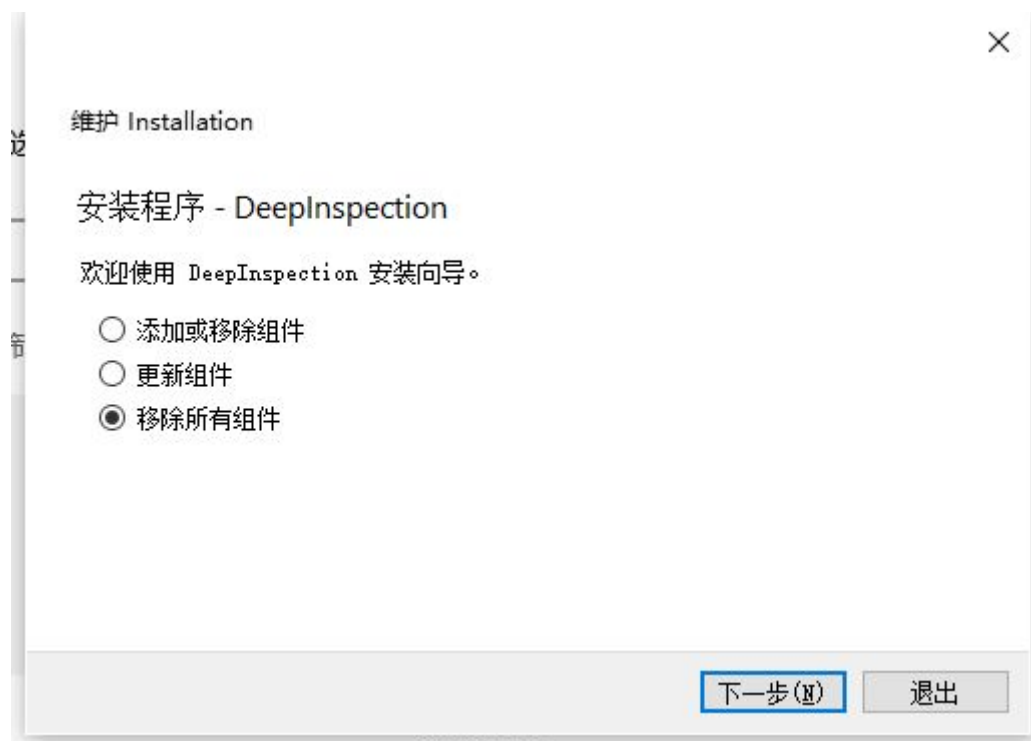 维护 Installation
安装程序 - DeepInspection
欢迎使用 DeepInspection 安装向导。
添加或移除组件
更新组件
移除所有组件
下一步(N)
退出